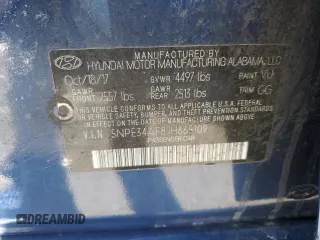 MANUFACTURED BY
HYUNDAI MOTOR MANUFACTURING ALABAMA, LLC
Oct/18/17 GVWR 4497 lbs PAINT VU
GAWR FRONT 2557 lbs GAWR REAR 2513 lbs TRIM GG
THIS VEHICLE CONFORMS TO ALL APPLICABLE U.S. FEDERAL MOTOR
VEHICLE SAFETY, BUMPER, AND THEFT PREVENTION STANDARDS IN
EFFECT ON THE DATE OF MANUFACTURE SHOWN ABOVE.
V.I.N.
PASSENGER CAR
DEALERSHIP